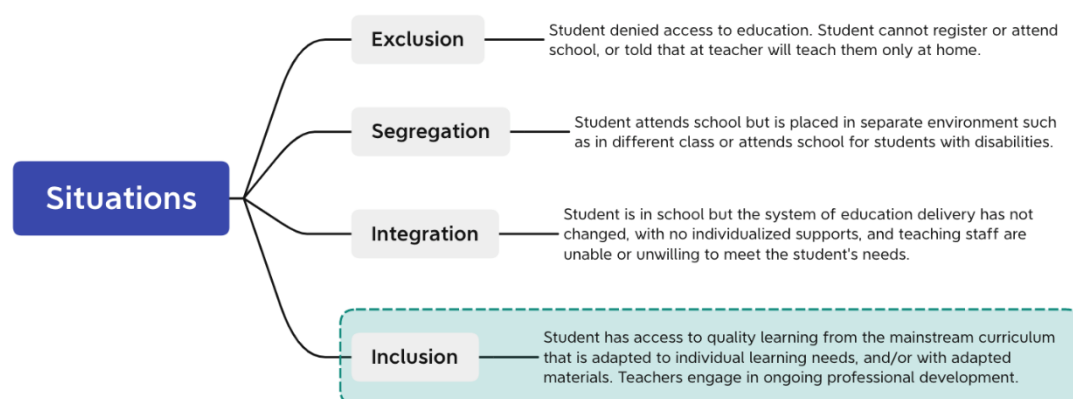 Situations
Exclusion
Student denied access to education. Student cannot register or attend
school, or told that at teacher will teach them only at home.
Segregation
Student attends school but is placed in separate environment such
as in different class or attends school for students with disabilities.
Integration
Student is in school but the system of education delivery has not
changed, with no individualized supports, and teaching staff are
unable or unwilling to meet the student's needs.
Inclusion
Student has access to quality learning from the mainstream curriculum
that is adapted to individual learning needs, and/or with adapted
materials. Teachers engage in ongoing professional development.